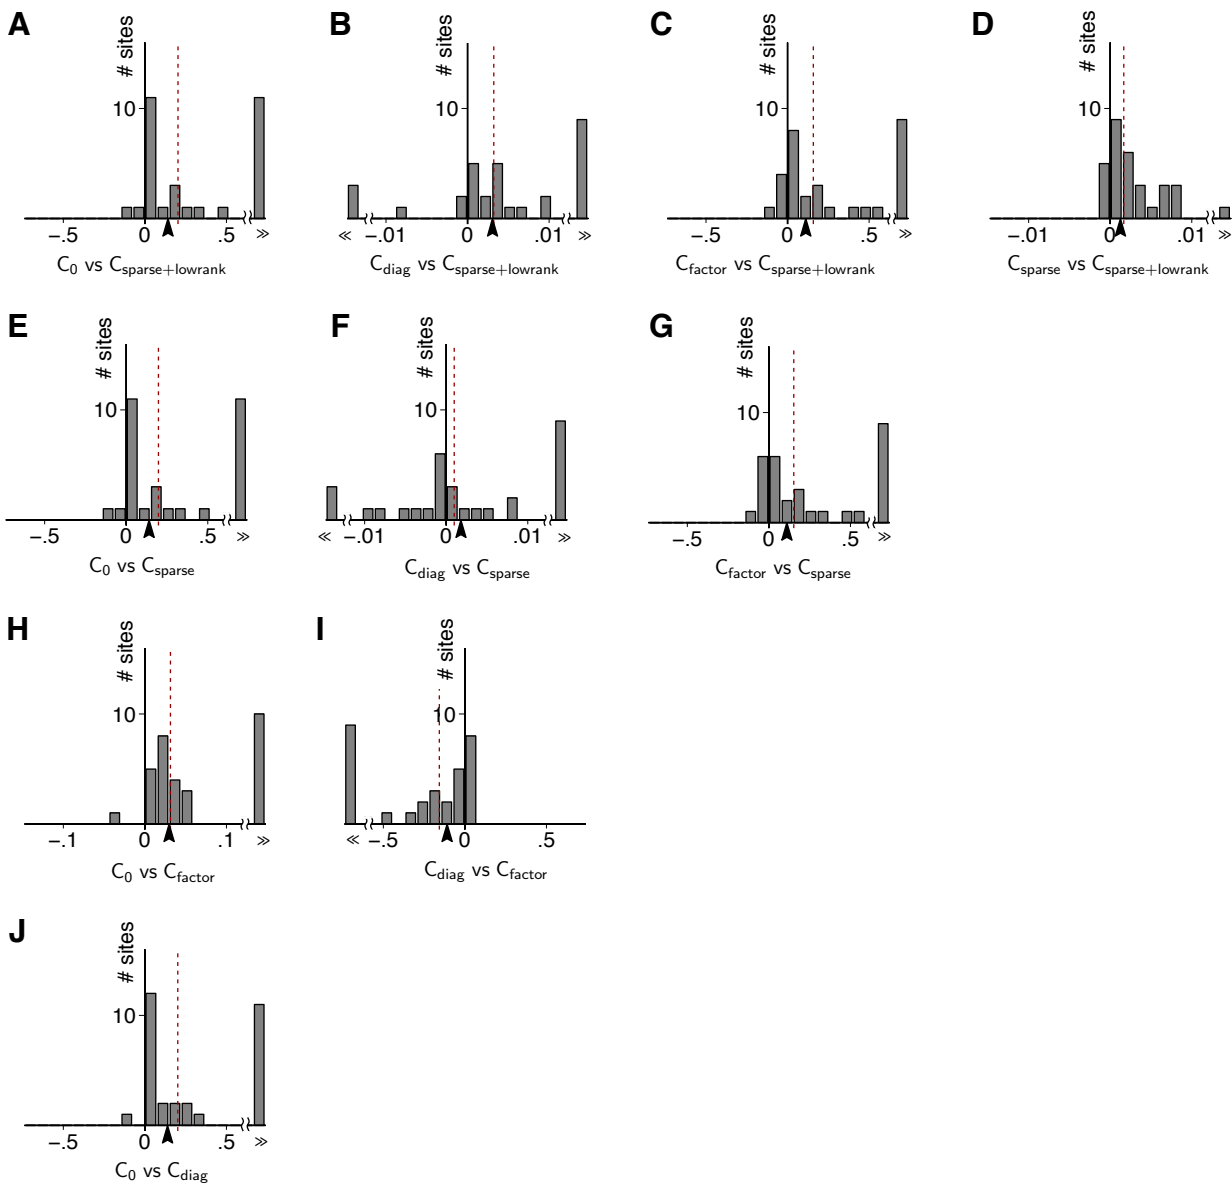 A B C D
# sites # sites # sites # sites
10 10 10 10
−.5 0 .5 ≫ ≪ −.01 0 .01 ≫ −.5 0 .5 ≫ −.01 0 .01 ≫
C0 vs Csparse+lowrank Cdiag vs Csparse+lowrank Cfactor vs Csparse+lowrank Csparse vs Csparse+lowrank
E F G
# sites # sites # sites
10 10 10
−.5 0 .5 ≫ ≪ −.01 0 .01 ≫ −.5 0 .5 ≫
C0 vs Csparse Cdiag vs Csparse Cfactor vs Csparse
H I
# sites # sites
10 10
−.1 0 .1 ≫ ≪ −.5 0 .5
C0 vs Cfactor Cdiag vs Cfactor
J
# sites
10
−.5 0 .5 ≫
C0 vs Cdiag